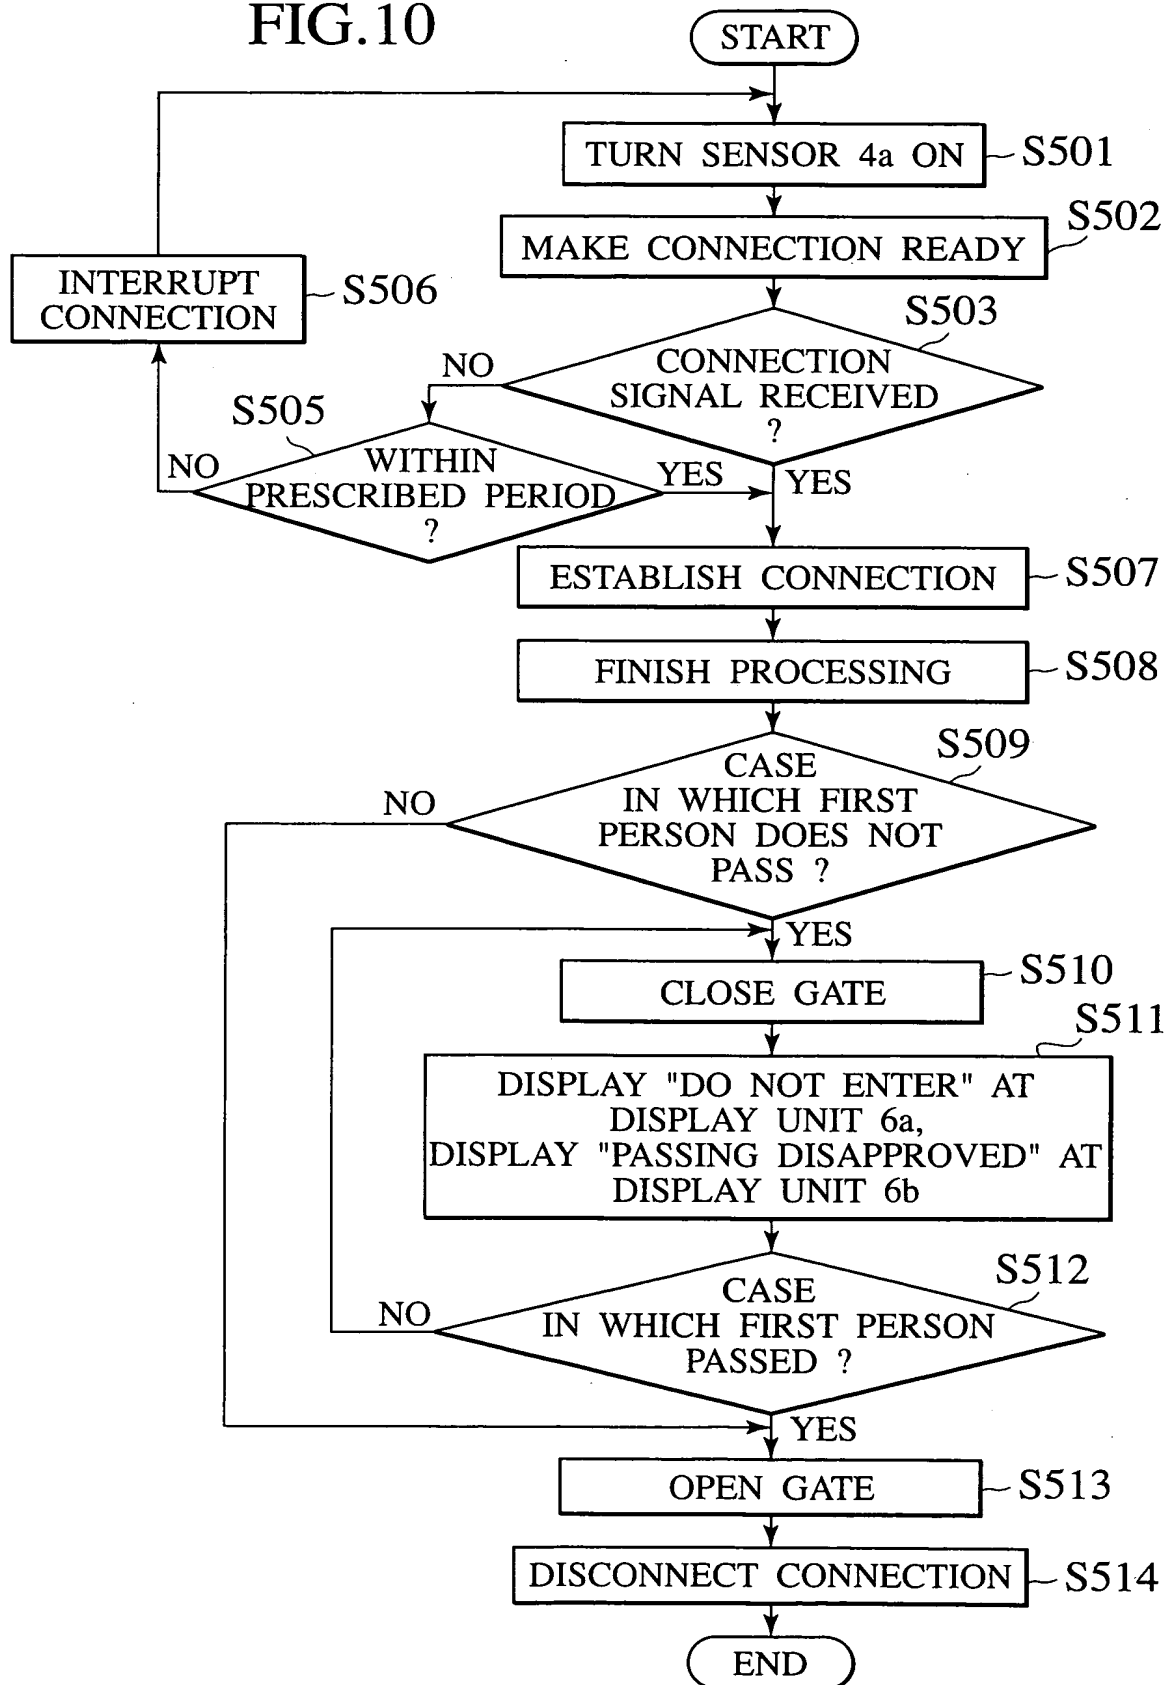 FIG.10
START
TURN SENSOR 4a ON
S501
MAKE CONNECTION READY
S502
INTERRUPT
CONNECTION
S506
S503
CONNECTION
SIGNAL RECEIVED
?
NO
S505
WITHIN
PRESCRIBED PERIOD
?
NO
YES
YES
ESTABLISH CONNECTION
S507
FINISH PROCESSING
S508
S509
CASE
IN WHICH FIRST
PERSON DOES NOT
PASS ?
NO
YES
CLOSE GATE
S510
S511
DISPLAY "DO NOT ENTER" AT
DISPLAY UNIT 6a,
DISPLAY "PASSING DISAPPROVED" AT
DISPLAY UNIT 6b
S512
CASE
IN WHICH FIRST PERSON
PASSED ?
NO
YES
OPEN GATE
S513
DISCONNECT CONNECTION
S514
END